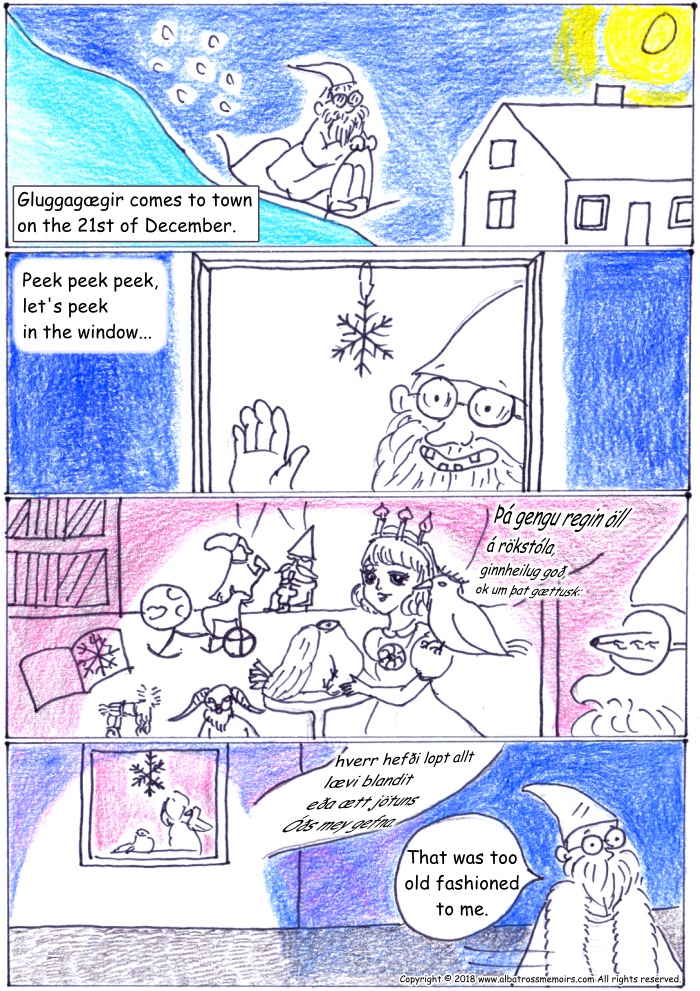 Gluggagægir comes to town
on the 21st of December.
Peek peek peek,
let's peek
in the window...
Þá gengu regin öll
á rökstóla,
ginnheilug goð,
ok um þat gættusk:
hverr hefði lopt allt
lævi blandit
eða ætt jötuns
Óðs mey gefna.
That was too
old fashioned
to me.
Copyright © 2018 www.albatrossmemoirs.com All rights reserved.